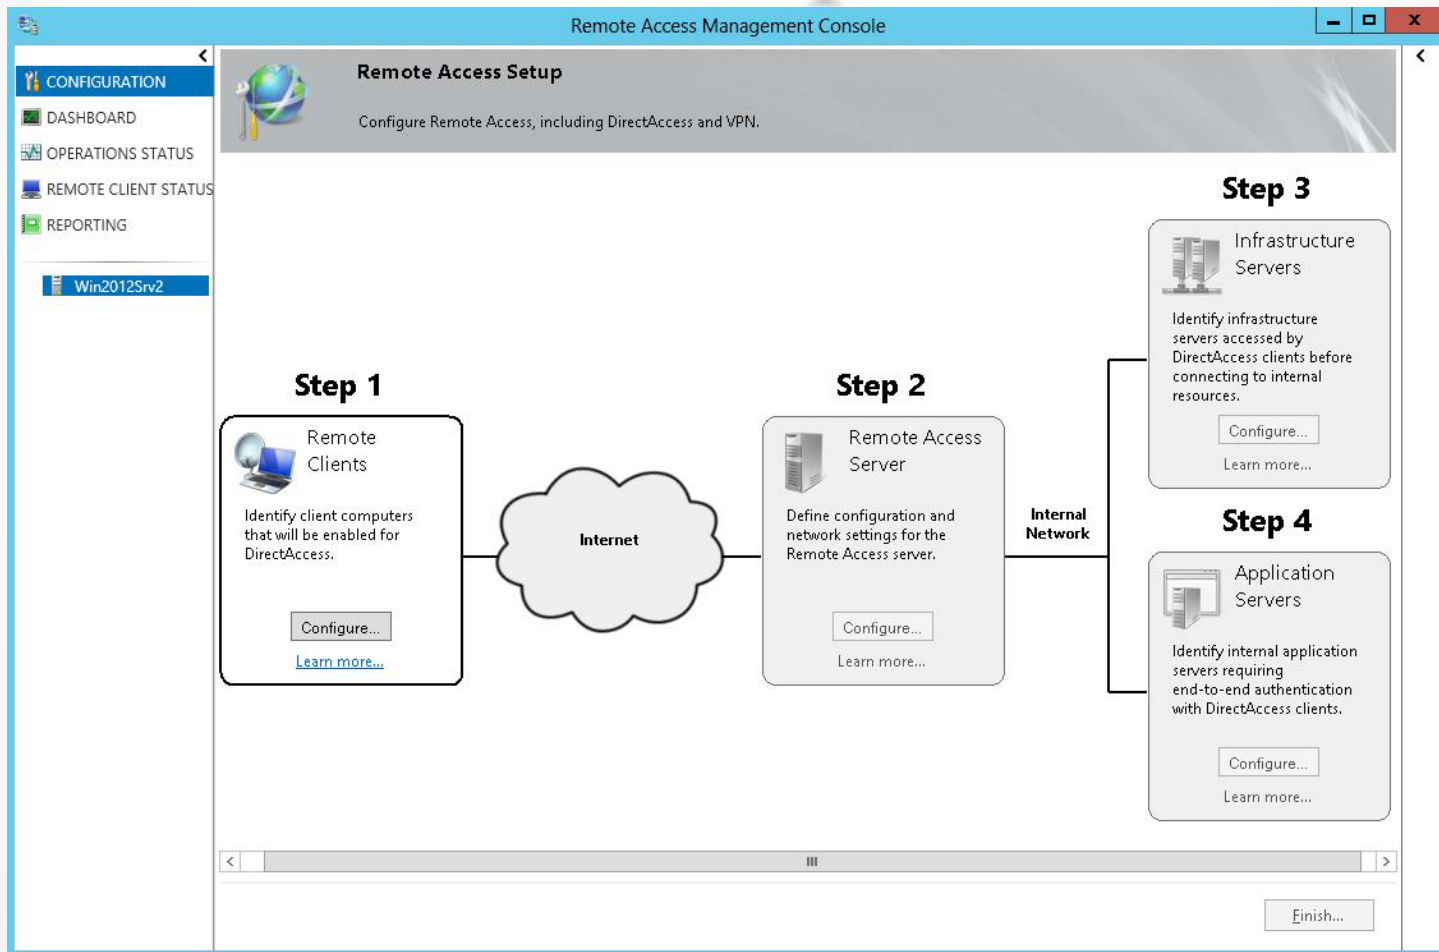 Remote Access Management Console
CONFIGURATION
DASHBOARD
OPERATIONS STATUS
REMOTE CLIENT STATUS
REPORTING
Win2012Srv2
Remote Access Setup
Configure Remote Access, including DirectAccess and VPN.
Step 1
Remote
Clients
Identify client computers
that will be enabled for
DirectAccess.
Configure...
Learn more...
Internet
Step 2
Remote Access
Server
Define configuration and
network settings for the
Remote Access server.
Configure...
Learn more...
Internal
Network
Step 3
Infrastructure
Servers
Identify infrastructure
servers accessed by
DirectAccess clients before
connecting to internal
resources.
Configure...
Learn more...
Step 4
Application
Servers
Identify internal application
servers requiring
end-to-end authentication
with DirectAccess clients.
Configure...
Learn more...
Finish...